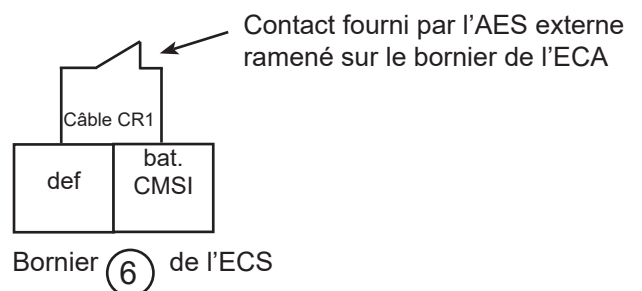 Contact fourni par l'AES externe
ramené sur le bornier de l'ECA
Câble CR1
def
bat.
CMSI
Bornier 6 de l'ECS